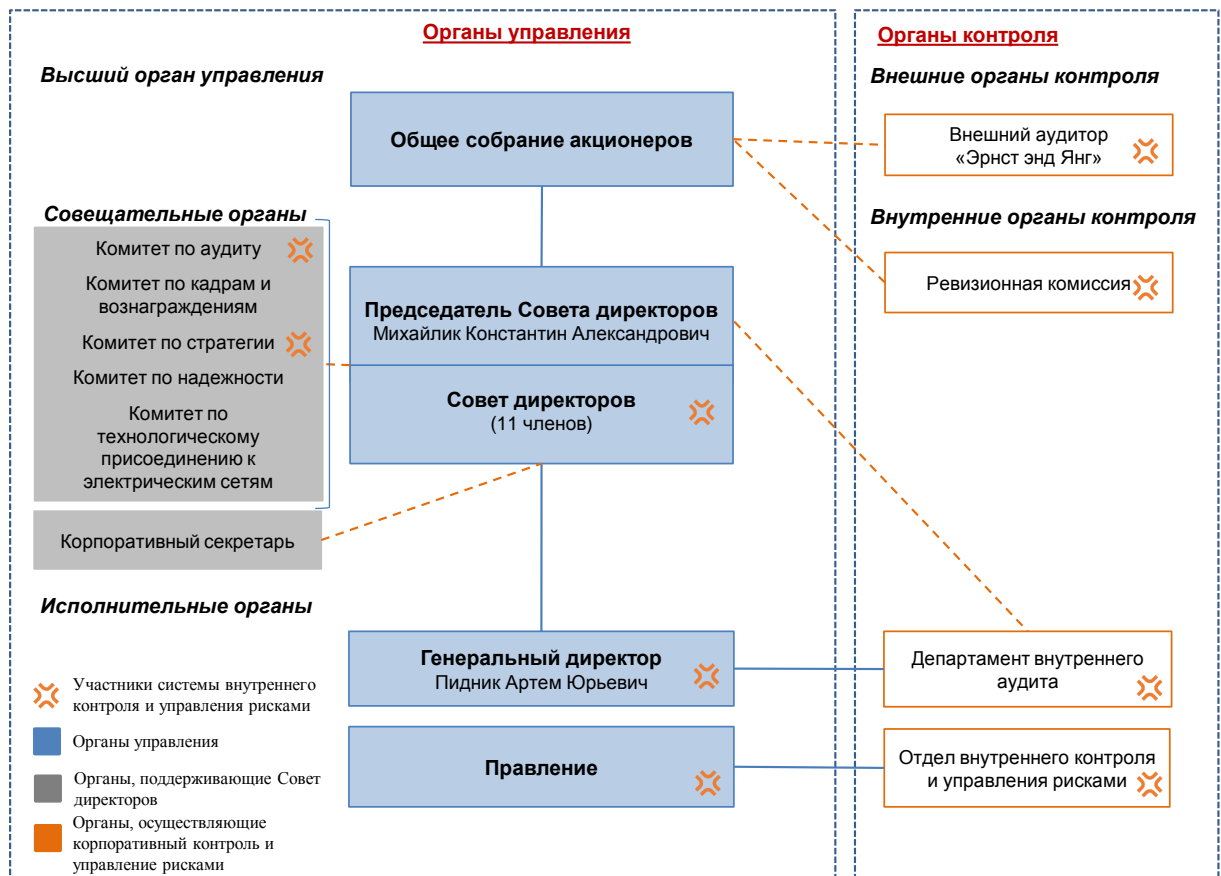 Органы управления
Высший орган управления
Общее собрание акционеров
Совещательные органы
Комитет по аудиту
Комитет по кадрам и
вознаграждениям
Комитет по стратегии
Комитет по надежности
Комитет по
технологическому
присоединению к
электрическим сетям
Корпоративный секретарь
Председатель Совета директоров
Михайлик Константин Александрович
Совет директоров
(11 членов)
Исполнительные органы
Генеральный директор
Пидник Артем Юрьевич
Правление
Участники системы внутреннего
контроля и управления рисками
Органы управления
Органы, поддерживающие Совет
директоров
Органы, осуществляющие
корпоративный контроль и
управление рисками
Органы контроля
Внешние органы контроля
Внешний аудитор
«Эрнст энд Янг»
Внутренние органы контроля
Ревизионная комиссия
Департамент внутреннего
аудита
Отдел внутреннего контроля
и управления рисками